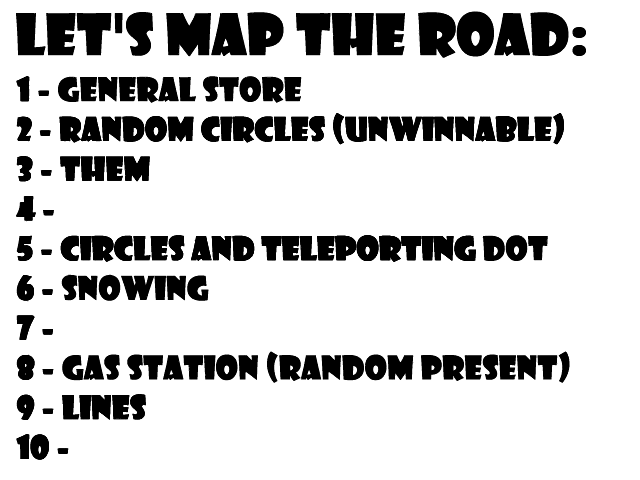 LET'S MAP THE ROAD:
1 - GENERAL STORE
2 - RANDOM CIRCLES (UNWINNABLE)
3 - THEM
4 -
5 - CIRCLES AND TELEPORTING DOT
6 - SNOWING
7 -
8 - GAS STATION (RANDOM PRESENT)
9 - LINES
10 -